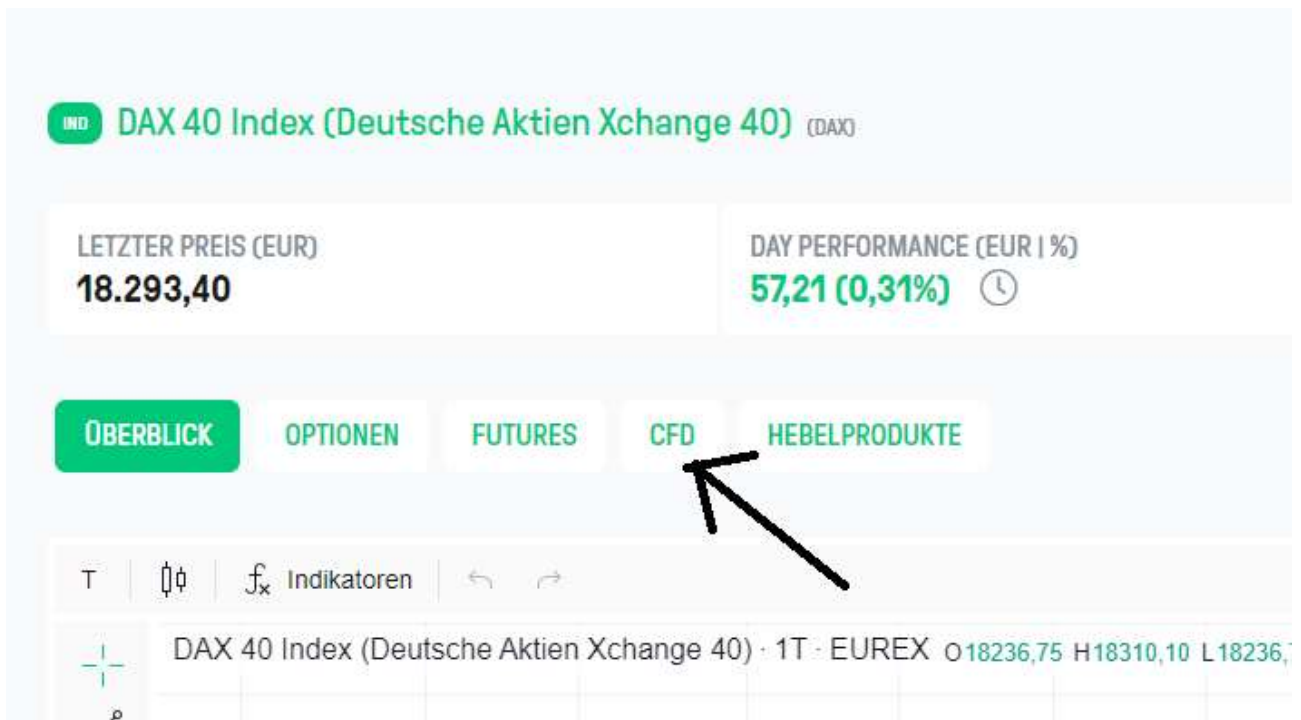 IND DAX 40 Index (Deutsche Aktien Xchange 40) (DAX)
LETZTER PREIS (EUR)
18.293,40
DAY PERFORMANCE (EUR | %)
57,21 (0,31%)
ÜBERBLICK OPTIONEN FUTURES CFD HEBELPRODUKTE
T fx Indikatoren
DAX 40 Index (Deutsche Aktien Xchange 40) · 1T · EUREX O18236,75 H18310,10 L18236,